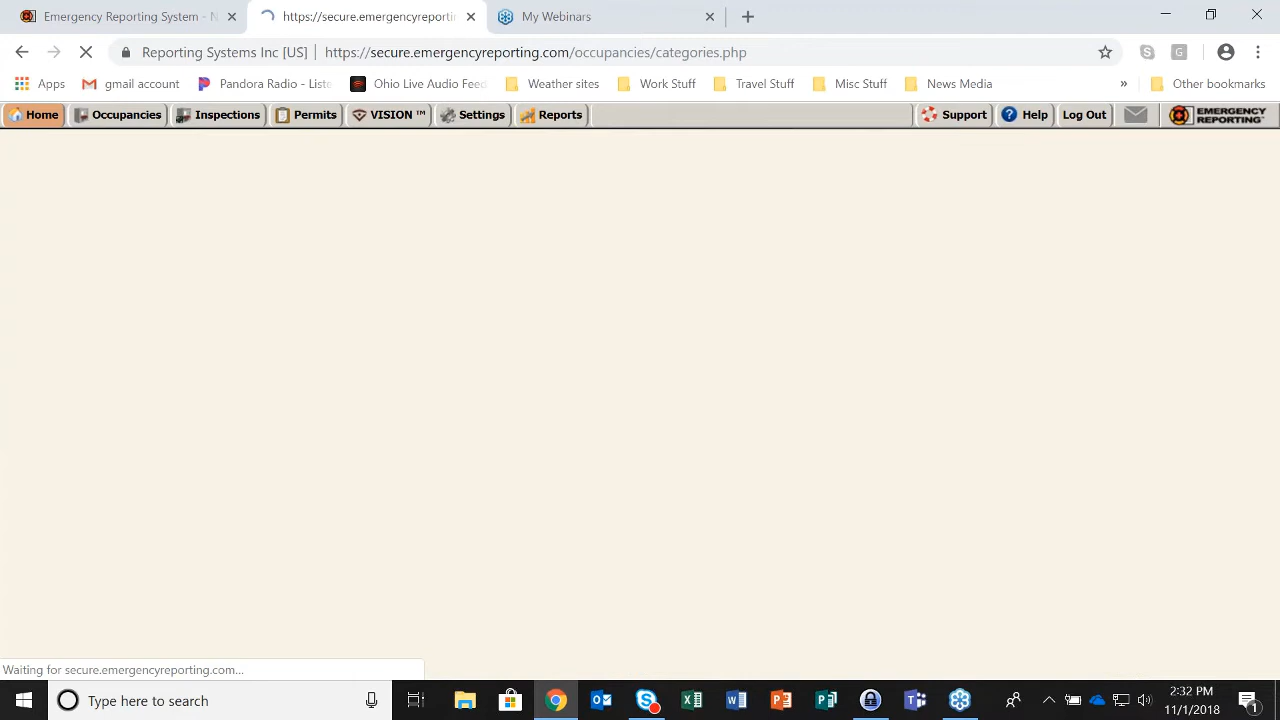 Emergency Reporting System - N
https://secure.emergencyreportin
My Webinars
Reporting Systems Inc [US] | https://secure.emergencyreporting.com/occupancies/categories.php
Apps
gmail account
Pandora Radio - Liste
Ohio Live Audio Feed
Weather sites
Work Stuff
Travel Stuff
Misc Stuff
News Media
»
Other bookmarks
Home
Occupancies
Inspections
Permits
VISION ™
Settings
Reports
Support
Help
Log Out
EMERGENCY
REPORTING™
Waiting for secure.emergencyreporting.com...
Type here to search
2:32 PM
11/1/2018
1